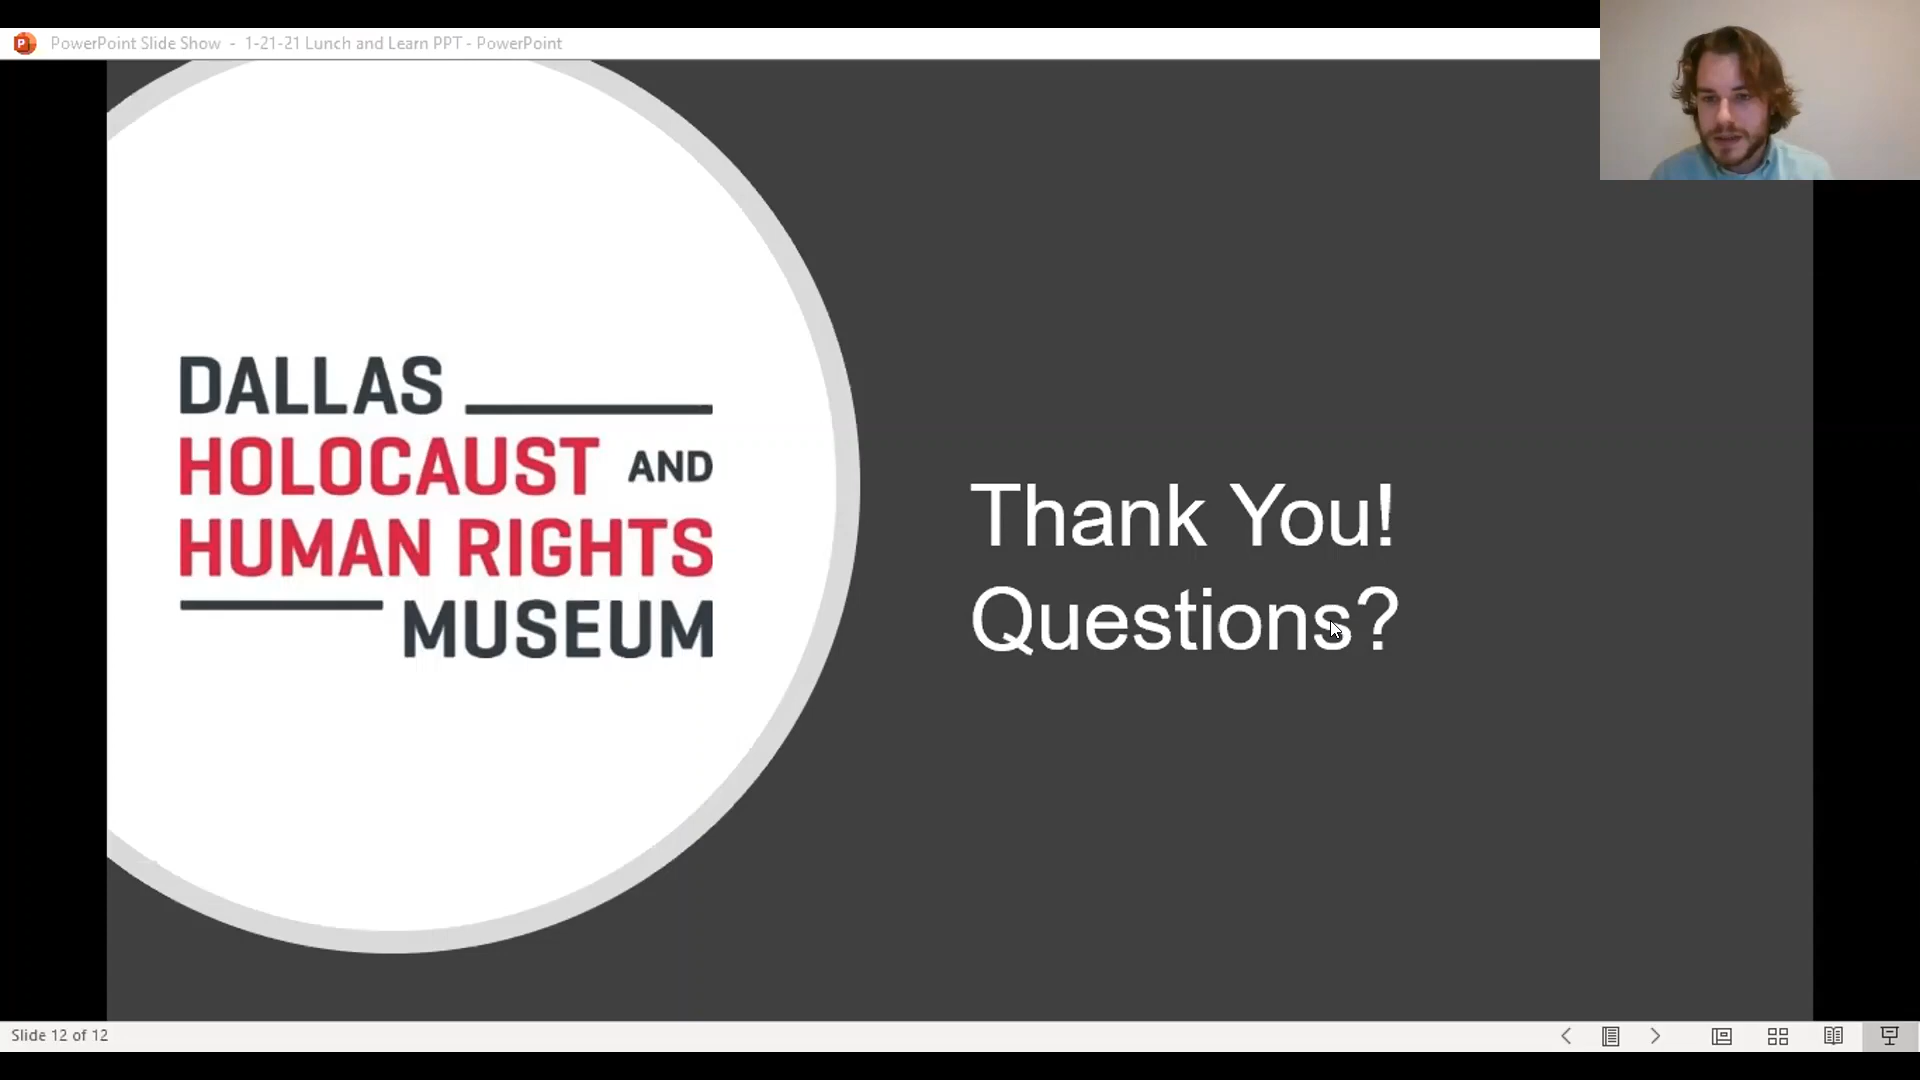 PowerPoint Slide Show - 1-21-21 Lunch and Learn PPT - PowerPoint
DALLAS
HOLOCAUST AND
HUMAN RIGHTS
MUSEUM
Thank You!
Questions?
Slide 12 of 12